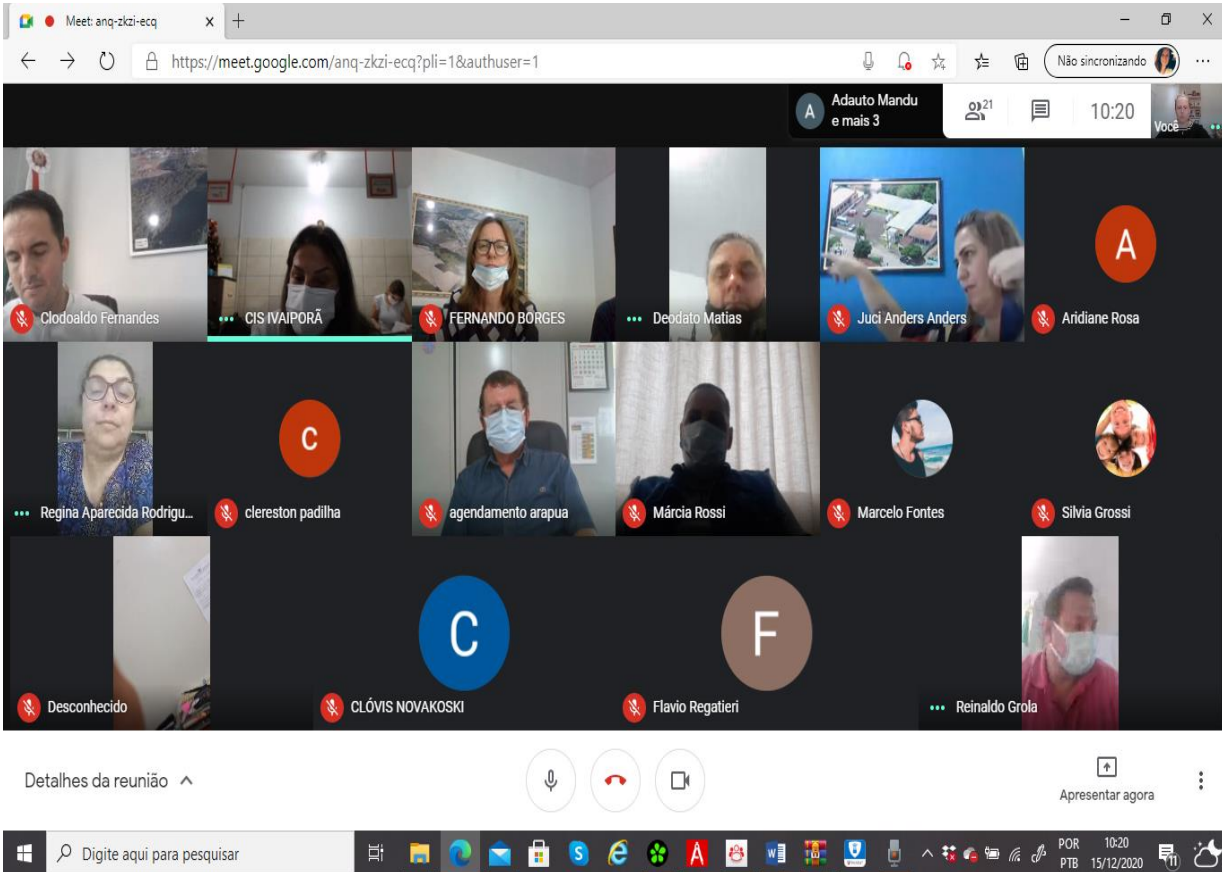 Meet: anq-zkzi-ecq
https://meet.google.com/anq-zkzi-ecq?pli=1&authuser=1
Não sincronizando
A
Adauto Mandu
e mais 3
21
10:20
Você
Clodoaldo Fernandes
CIS IVAIPORÃ
FERNANDO BORGES
Deodato Matias
Juci Anders Anders
A
Aridiane Rosa
Regina Aparecida Rodrigu...
c
clereston padilha
agendamento arapua
Márcia Rossi
Marcelo Fontes
Silvia Grossi
Desconhecido
C
CLÓVIS NOVAKOSKI
F
Flavio Regatieri
Reinaldo Grola
Detalhes da reunião
Apresentar agora
Digite aqui para pesquisar
POR
PTB
10:20
15/12/2020
11